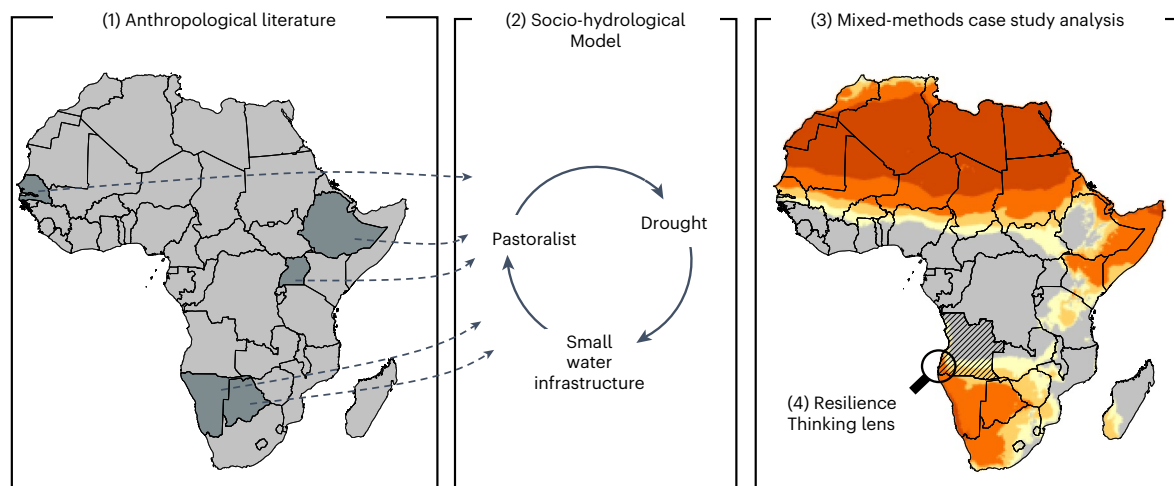 (1) Anthropological literature
(2) Socio-hydrological
Model
(3) Mixed-methods case study analysis
Pastoralist
Drought
Small
water
infrastructure
(4) Resilience
Thinking lens